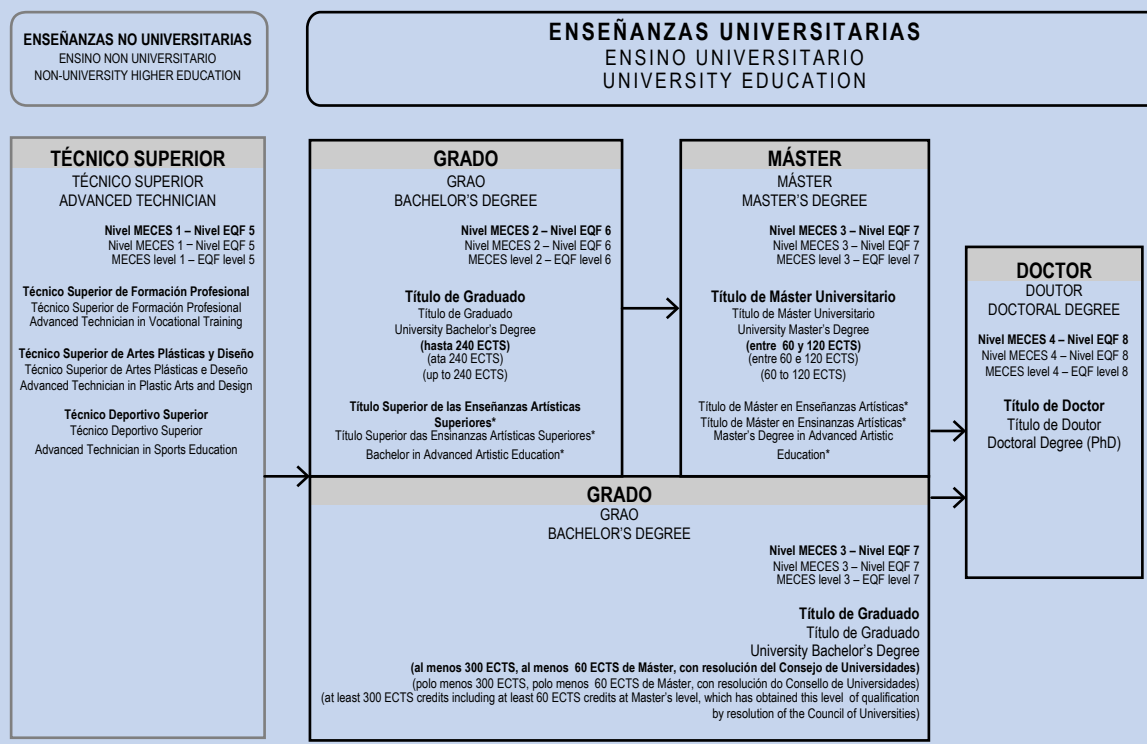 ENSEÑANZAS NO UNIVERSITARIAS
ENSINO NON UNIVERSITARIO
NON-UNIVERSITY HIGHER EDUCATION
ENSEÑANZAS UNIVERSITARIAS
ENSINO UNIVERSITARIO
UNIVERSITY EDUCATION
TÉCNICO SUPERIOR
TÉCNICO SUPERIOR
ADVANCED TECHNICIAN
Nivel MECES 1 – Nivel EQF 5
Nivel MECES 1 – Nivel EQF 5
MECES level 1 – EQF level 5
Técnico Superior de Formación Profesional
Técnico Superior de Formación Profesional
Advanced Technician in Vocational Training
Técnico Superior de Artes Plásticas y Diseño
Técnico Superior de Artes Plásticas e Deseño
Advanced Technician in Plastic Arts and Design
Técnico Deportivo Superior
Técnico Deportivo Superior
Advanced Technician in Sports Education
GRADO
GRAO
BACHELOR'S DEGREE
Nivel MECES 2 – Nivel EQF 6
Nivel MECES 2 – Nivel EQF 6
MECES level 2 – EQF level 6
Título de Graduado
Título de Graduado
University Bachelor's Degree
(hasta 240 ECTS)
(ata 240 ECTS)
(up to 240 ECTS)
Título Superior de las Enseñanzas Artísticas
Superiores*
Título Superior das Ensinanzas Artísticas Superiores*
Bachelor in Advanced Artistic Education*
MÁSTER
MÁSTER
MASTER'S DEGREE
Nivel MECES 3 – Nivel EQF 7
Nivel MECES 3 – Nivel EQF 7
MECES level 3 – EQF level 7
Título de Máster Universitario
Título de Máster Universitario
University Master's Degree
(entre 60 y 120 ECTS)
(entre 60 e 120 ECTS)
(60 to 120 ECTS)
Título de Máster en Enseñanzas Artísticas*
Título de Máster en Ensinanzas Artísticas*
Master's Degree in Advanced Artistic
Education*
DOCTOR
DOUTOR
DOCTORAL DEGREE
Nivel MECES 4 – Nivel EQF 8
Nivel MECES 4 – Nivel EQF 8
MECES level 4 – EQF level 8
Título de Doctor
Título de Doutor
Doctoral Degree (PhD)
GRADO
GRAO
BACHELOR'S DEGREE
Nivel MECES 3 – Nivel EQF 7
Nivel MECES 3 – Nivel EQF 7
MECES level 3 – EQF level 7
Título de Graduado
Título de Graduado
University Bachelor's Degree
(al menos 300 ECTS, al menos 60 ECTS de Máster, con resolución del Consejo de Universidades)
(polo menos 300 ECTS, polo menos 60 ECTS de Máster, con resolución do Consello de Universidades)
(at least 300 ECTS credits including at least 60 ECTS credits at Master's level, which has obtained this level of qualification
by resolution of the Council of Universities)